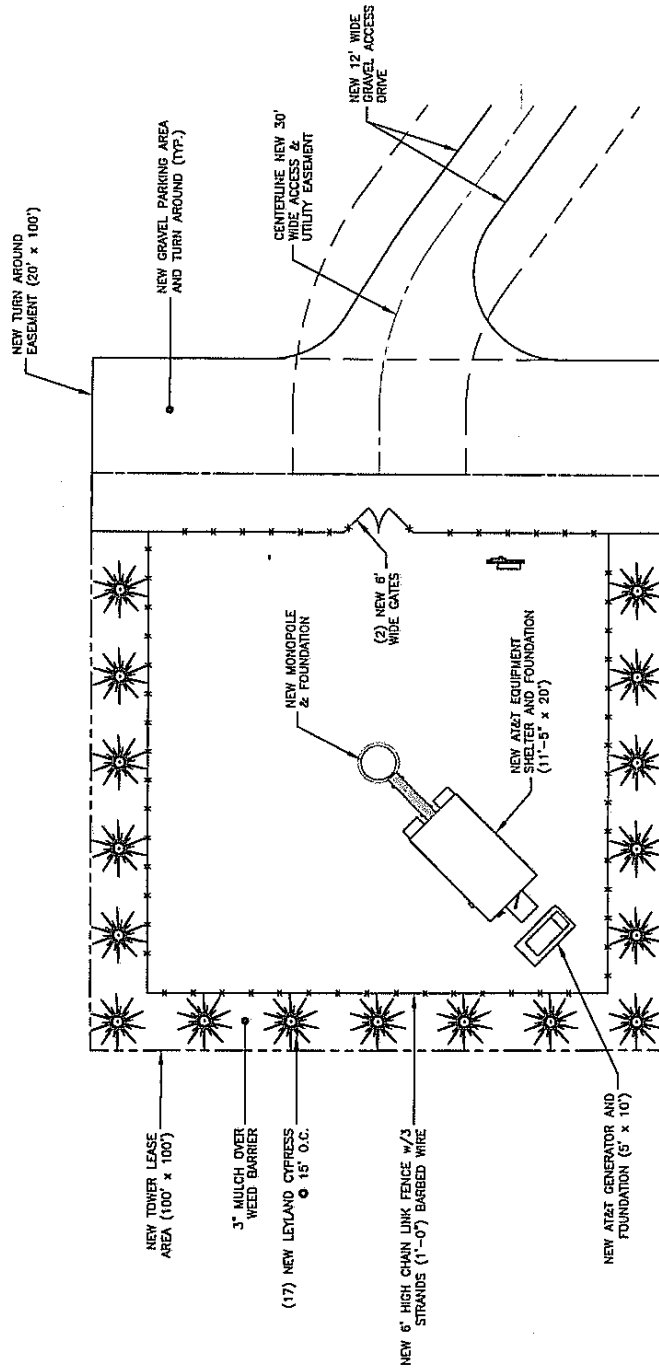 NEW TURN AROUND
EASEMENT (20' x 100')
NEW GRAVEL PARKING AREA
AND TURN AROUND (TYP.)
CENTERLINE NEW 30'
WIDE ACCESS &
UTILITY EASEMENT
NEW 12' WIDE
GRAVEL ACCESS
DRIVE
(2) NEW 6'
WIDE GATES
NEW MONOPOLE
& FOUNDATION
NEW AT&T EQUIPMENT
SHELTER AND FOUNDATION
(11'-5" x 20')
NEW TOWER LEASE
AREA (100' x 100')
3" MULCH OVER
WEED BARRIER
(17) NEW LEYLAND CYPRESS
@ 15' O.C.
NEW 6' HIGH CHAIN LINK FENCE w/3
STRANDS (1'-0") BARBED WIRE
NEW AT&T GENERATOR AND
FOUNDATION (5' x 10')